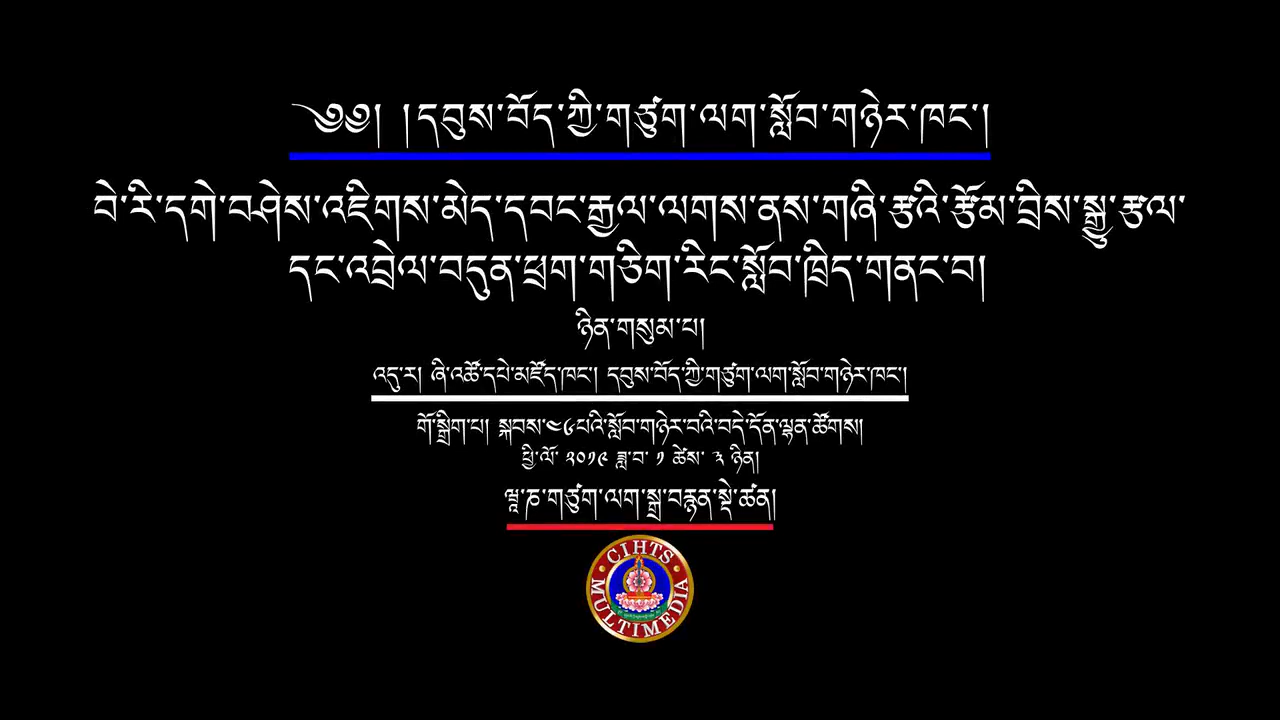 ༄༅། །དབུས་བོད་ཀྱི་གཙུག་ལག་སློབ་གཉེར་ཁང་།
བེ་རི་དགེ་བཤེས་འཇིགས་མེད་དབང་རྒྱལ་ལགས་ནས་གཞི་རྩའི་རྩོམ་བྲིས་སྒྱུ་རྩལ་
དང་འབྲེལ་བདུན་ཕྲག་གཅིག་རིང་སློབ་ཁྲིད་གནང་བ།
ཉིན་གསུམ་པ།
འདུ་ར། ཞི་འཚོ་དཔེ་མཛོད་ཁང་། དབུས་བོད་ཀྱི་གཙུག་ལག་སློབ་གཉེར་ཁང་།
གོ་སྒྲིག་པ། སྐབས་༤༦པའི་སློབ་གཉེར་བའི་བདེ་དོན་ལྷན་ཚོགས།
ཕྱི་ལོ་ ༢༠༡༩ ཟླ་བ་ ༡ ཚེས་ ༣ ཉིན།
ཝཱ་ཎ་གཙུག་ལག་སྒྲ་བརྙན་སྡེ་ཚན།
CIHTS
MULTIMEDIA